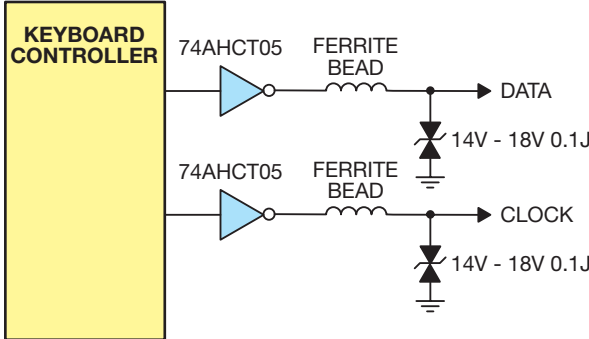 KEYBOARD
CONTROLLER
74AHCT05
FERRITE
BEAD
DATA
14V - 18V 0.1J
74AHCT05
FERRITE
BEAD
CLOCK
14V - 18V 0.1J